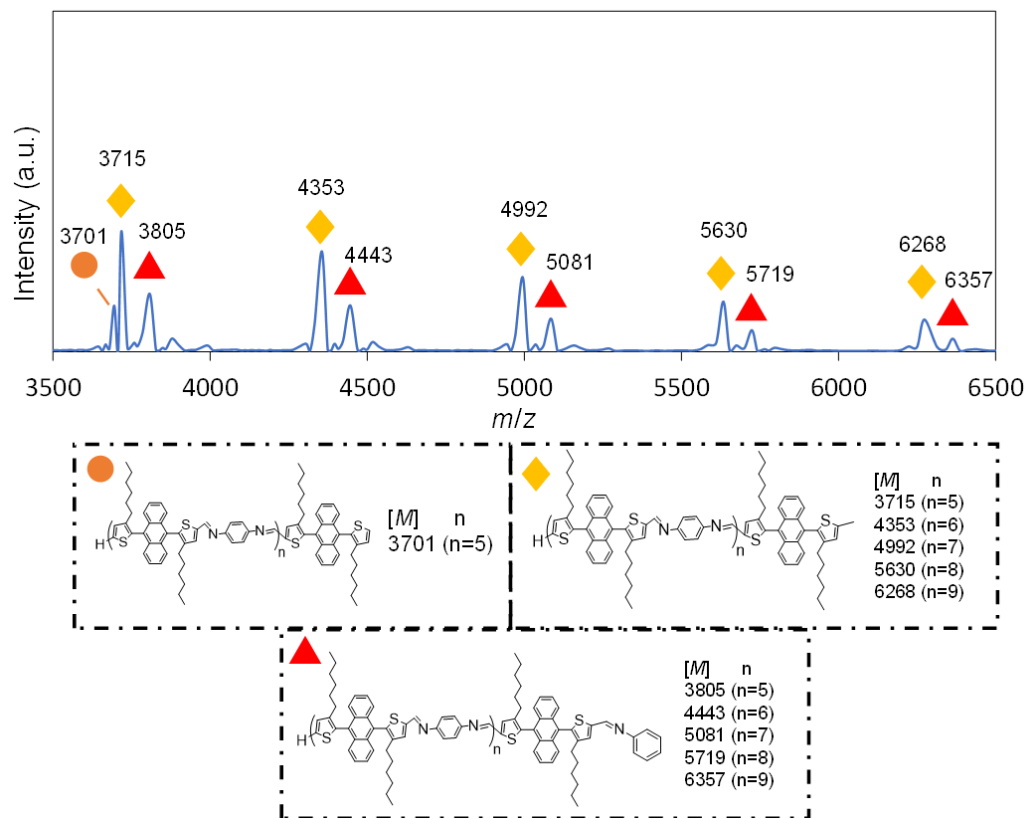 Intensity (a.u.)
3715
3701
3805
4353
4443
4992
5081
5630
5719
6268
6357
3500 4000 4500 5000 5500 6000 6500
m/z
[M] n
3701 (n=5)
H S N N n S S S
[M] n
3715 (n=5)
4353 (n=6)
4992 (n=7)
5630 (n=8)
6268 (n=9)
H S S N N n S S
[M] n
3805 (n=5)
4443 (n=6)
5081 (n=7)
5719 (n=8)
6357 (n=9)
H S S N N n S S N